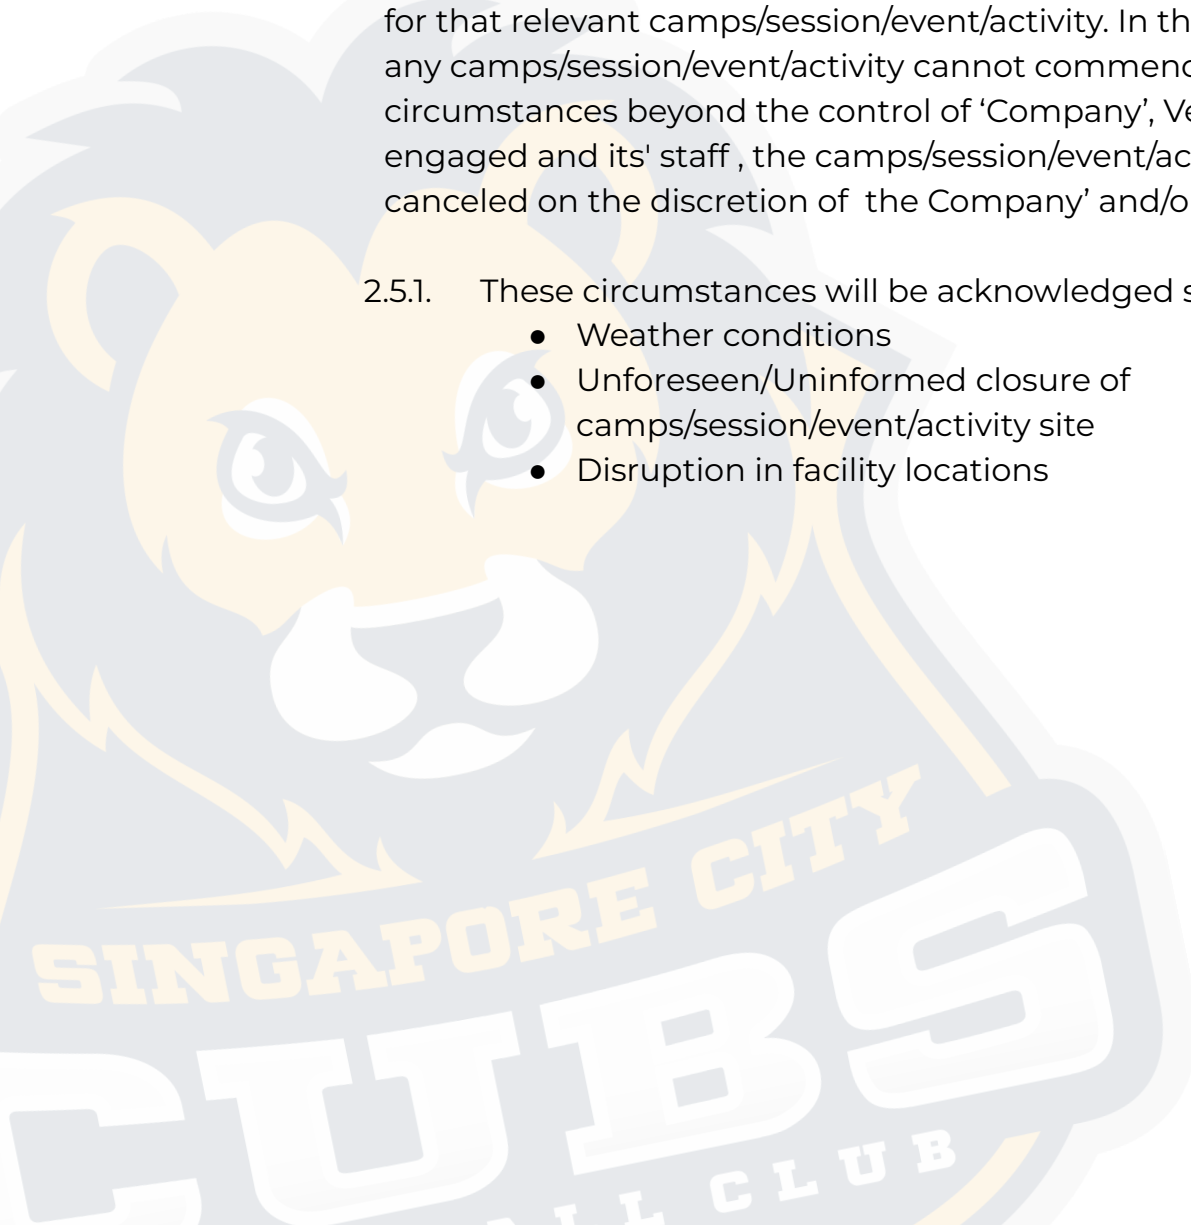 for that relevant camps/session/event/activity. In th
any camps/session/event/activity cannot commenc
circumstances beyond the control of ‘Company’, Ve
engaged and its' staff , the camps/session/event/ac
canceled on the discretion of  the Company’ and/o
2.5.1. These circumstances will be acknowledged s
● Weather conditions
● Unforeseen/Uninformed closure of
camps/session/event/activity site
● Disruption in facility locations
SINGAPORE CITY
CUBS
CLUB